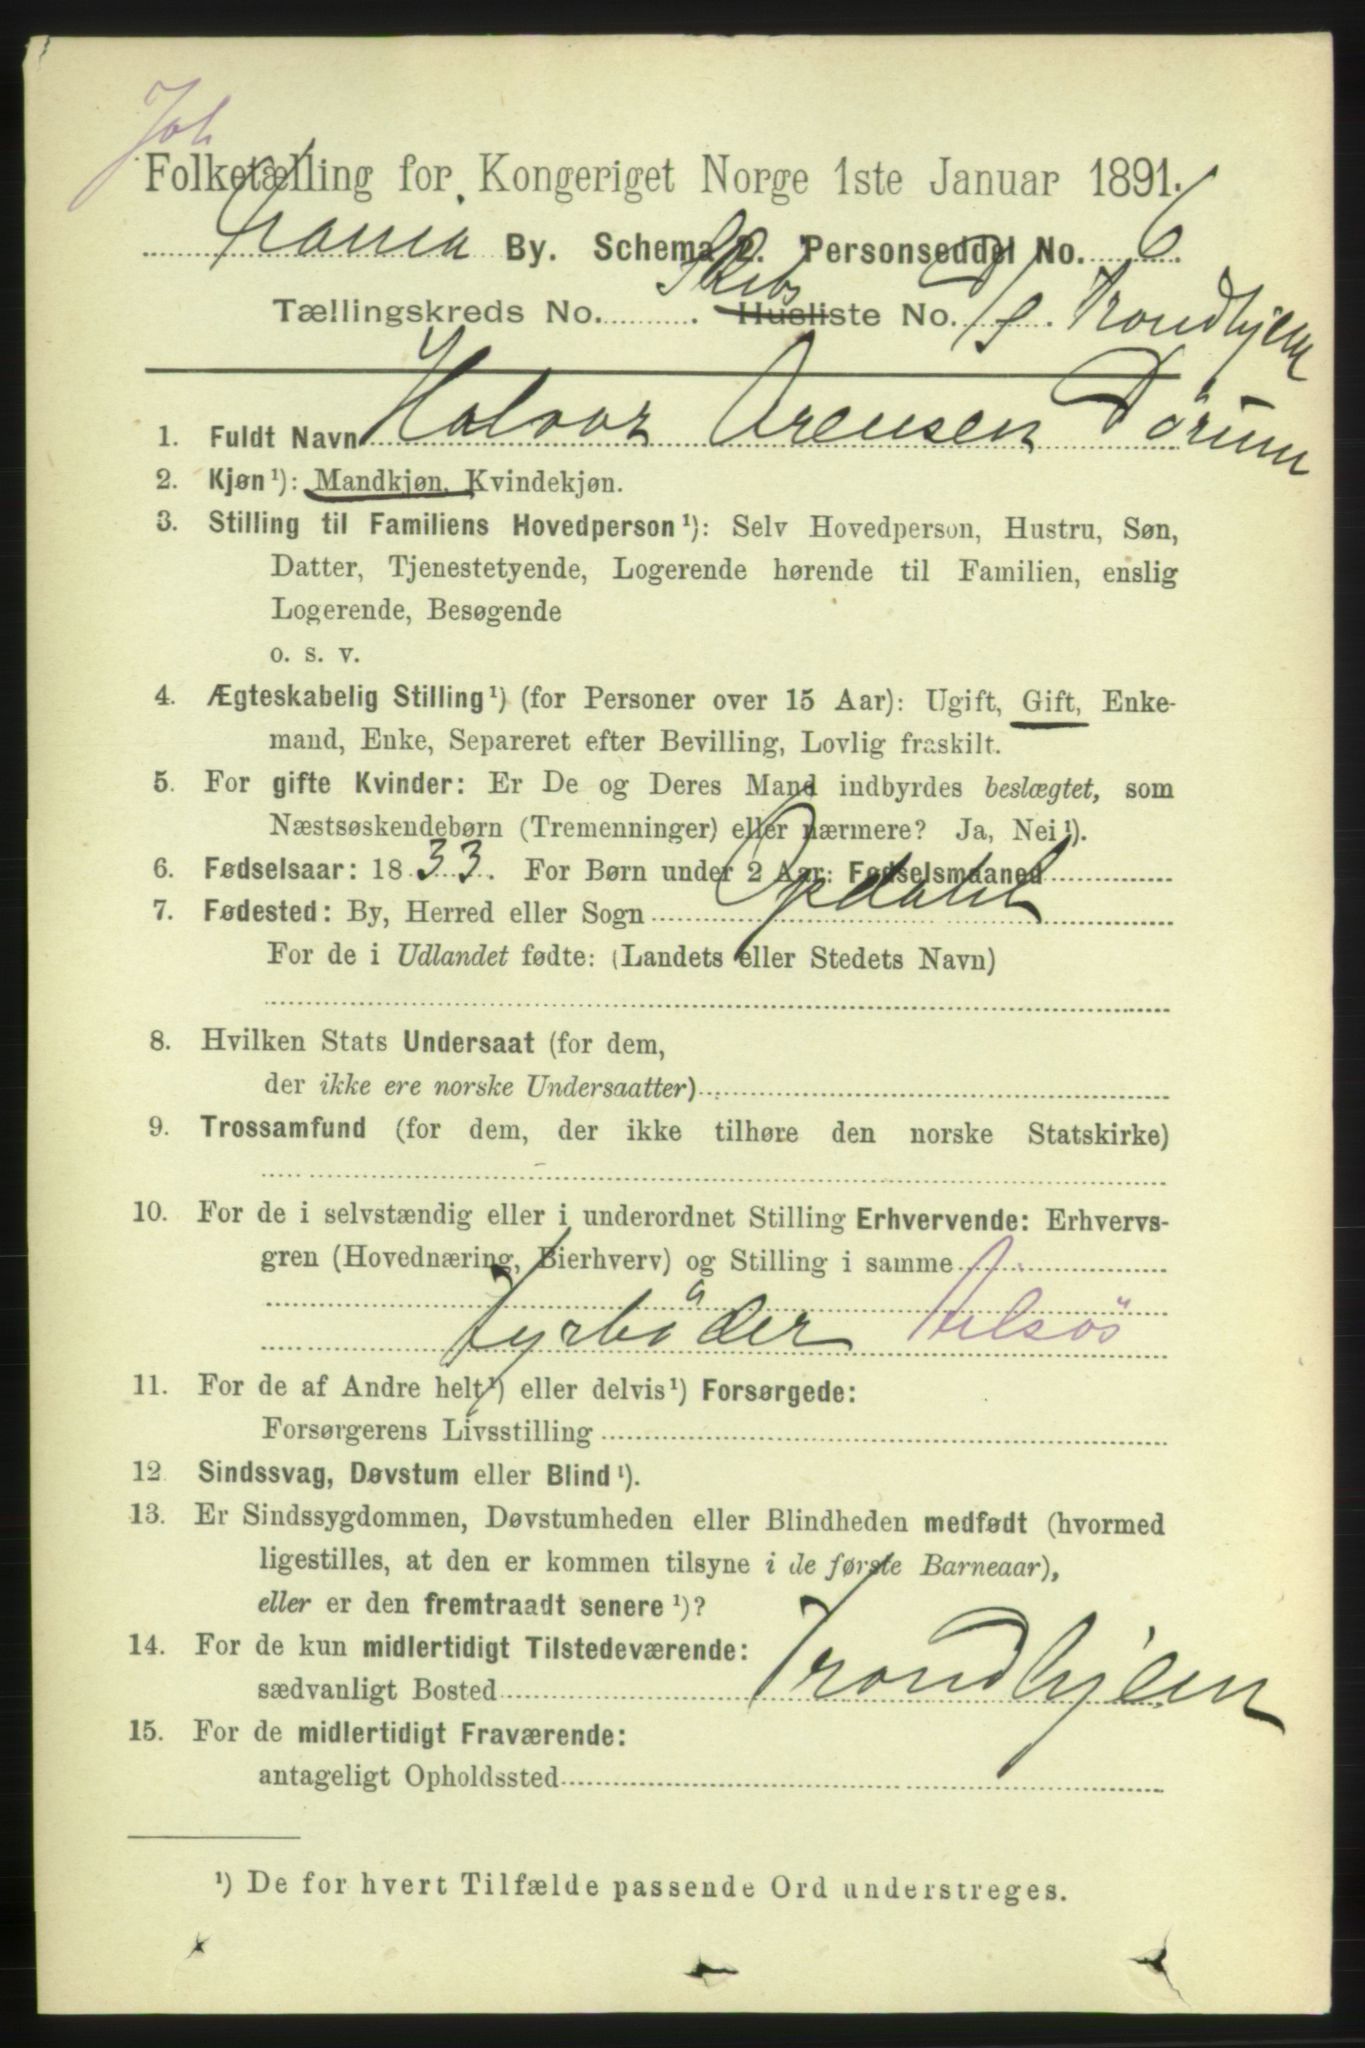 Joh
Folketælling for Kongeriget Norge 1ste Januar 1891.
By. Schema 2. Personseddel No. 6.
Tællingskreds No. Skibs Husliste No. D/S. Trondhjem
1. Fuldt Navn Halvor Arensen Dørum
2. Kjøn¹): Mandkjøn. Kvindekjøn.
3. Stilling til Familiens Hovedperson¹): Selv Hovedperson, Hustru, Søn,
Datter, Tjenestetyende, Logerende hørende til Familien, enslig
Logerende, Besøgende
o. s. v.
4. Ægteskabelig Stilling¹) (for Personer over 15 Aar): Ugift, Gift, Enke-
mand, Enke, Separeret efter Bevilling, Lovlig fraskilt.
5. For gifte Kvinder: Er De og Deres Mand indbyrdes beslægtet, som
Næstsøskendebørn (Tremenninger) eller nærmere? Ja, Nei¹).
6. Fødselsaar: 1833. For Børn under 2 Aar: Fødselsmaaned
7. Fødested: By, Herred eller Sogn Opdahl
For de i Udlandet fødte: (Landets eller Stedets Navn)
8. Hvilken Stats Undersaat (for dem,
der ikke ere norske Undersaatter)
9. Trossamfund (for dem, der ikke tilhøre den norske Statskirke)
10. For de i selvstændig eller i underordnet Stilling Erhvervende: Erhvervs-
gren (Hovednæring, Bierhverv) og Stilling i samme
Fyrbøder
11. For de af Andre helt¹) eller delvis¹) Forsørgede:
Forsørgerens Livsstilling
12 Sindssvag, Døvstum eller Blind¹).
13. Er Sindssygdommen, Døvstumheden eller Blindheden medfødt (hvormed
ligestilles, at den er kommen tilsyne i de første Barneaar),
eller er den fremtraadt senere¹)?
14. For de kun midlertidigt Tilstedeværende:
sædvanligt Bosted Trondhjem
15. For de midlertidigt Fraværende:
antageligt Opholdssted
¹) De for hvert Tilfælde passende Ord understreges.